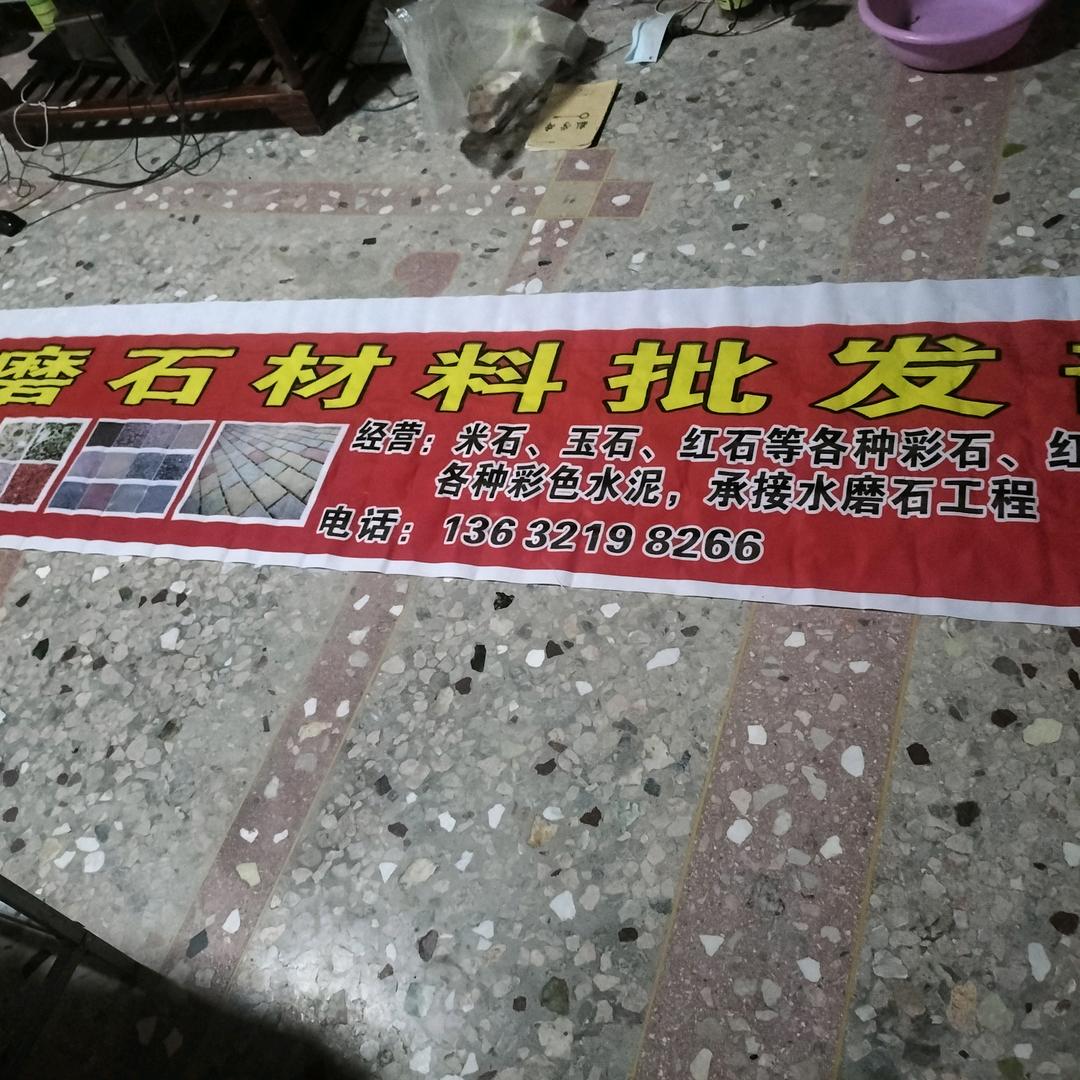 磨石材料批发
经营：米石、玉石、红石等各种彩石、红
各种彩色水泥，承接水磨石工程
电话：136 3219 8266